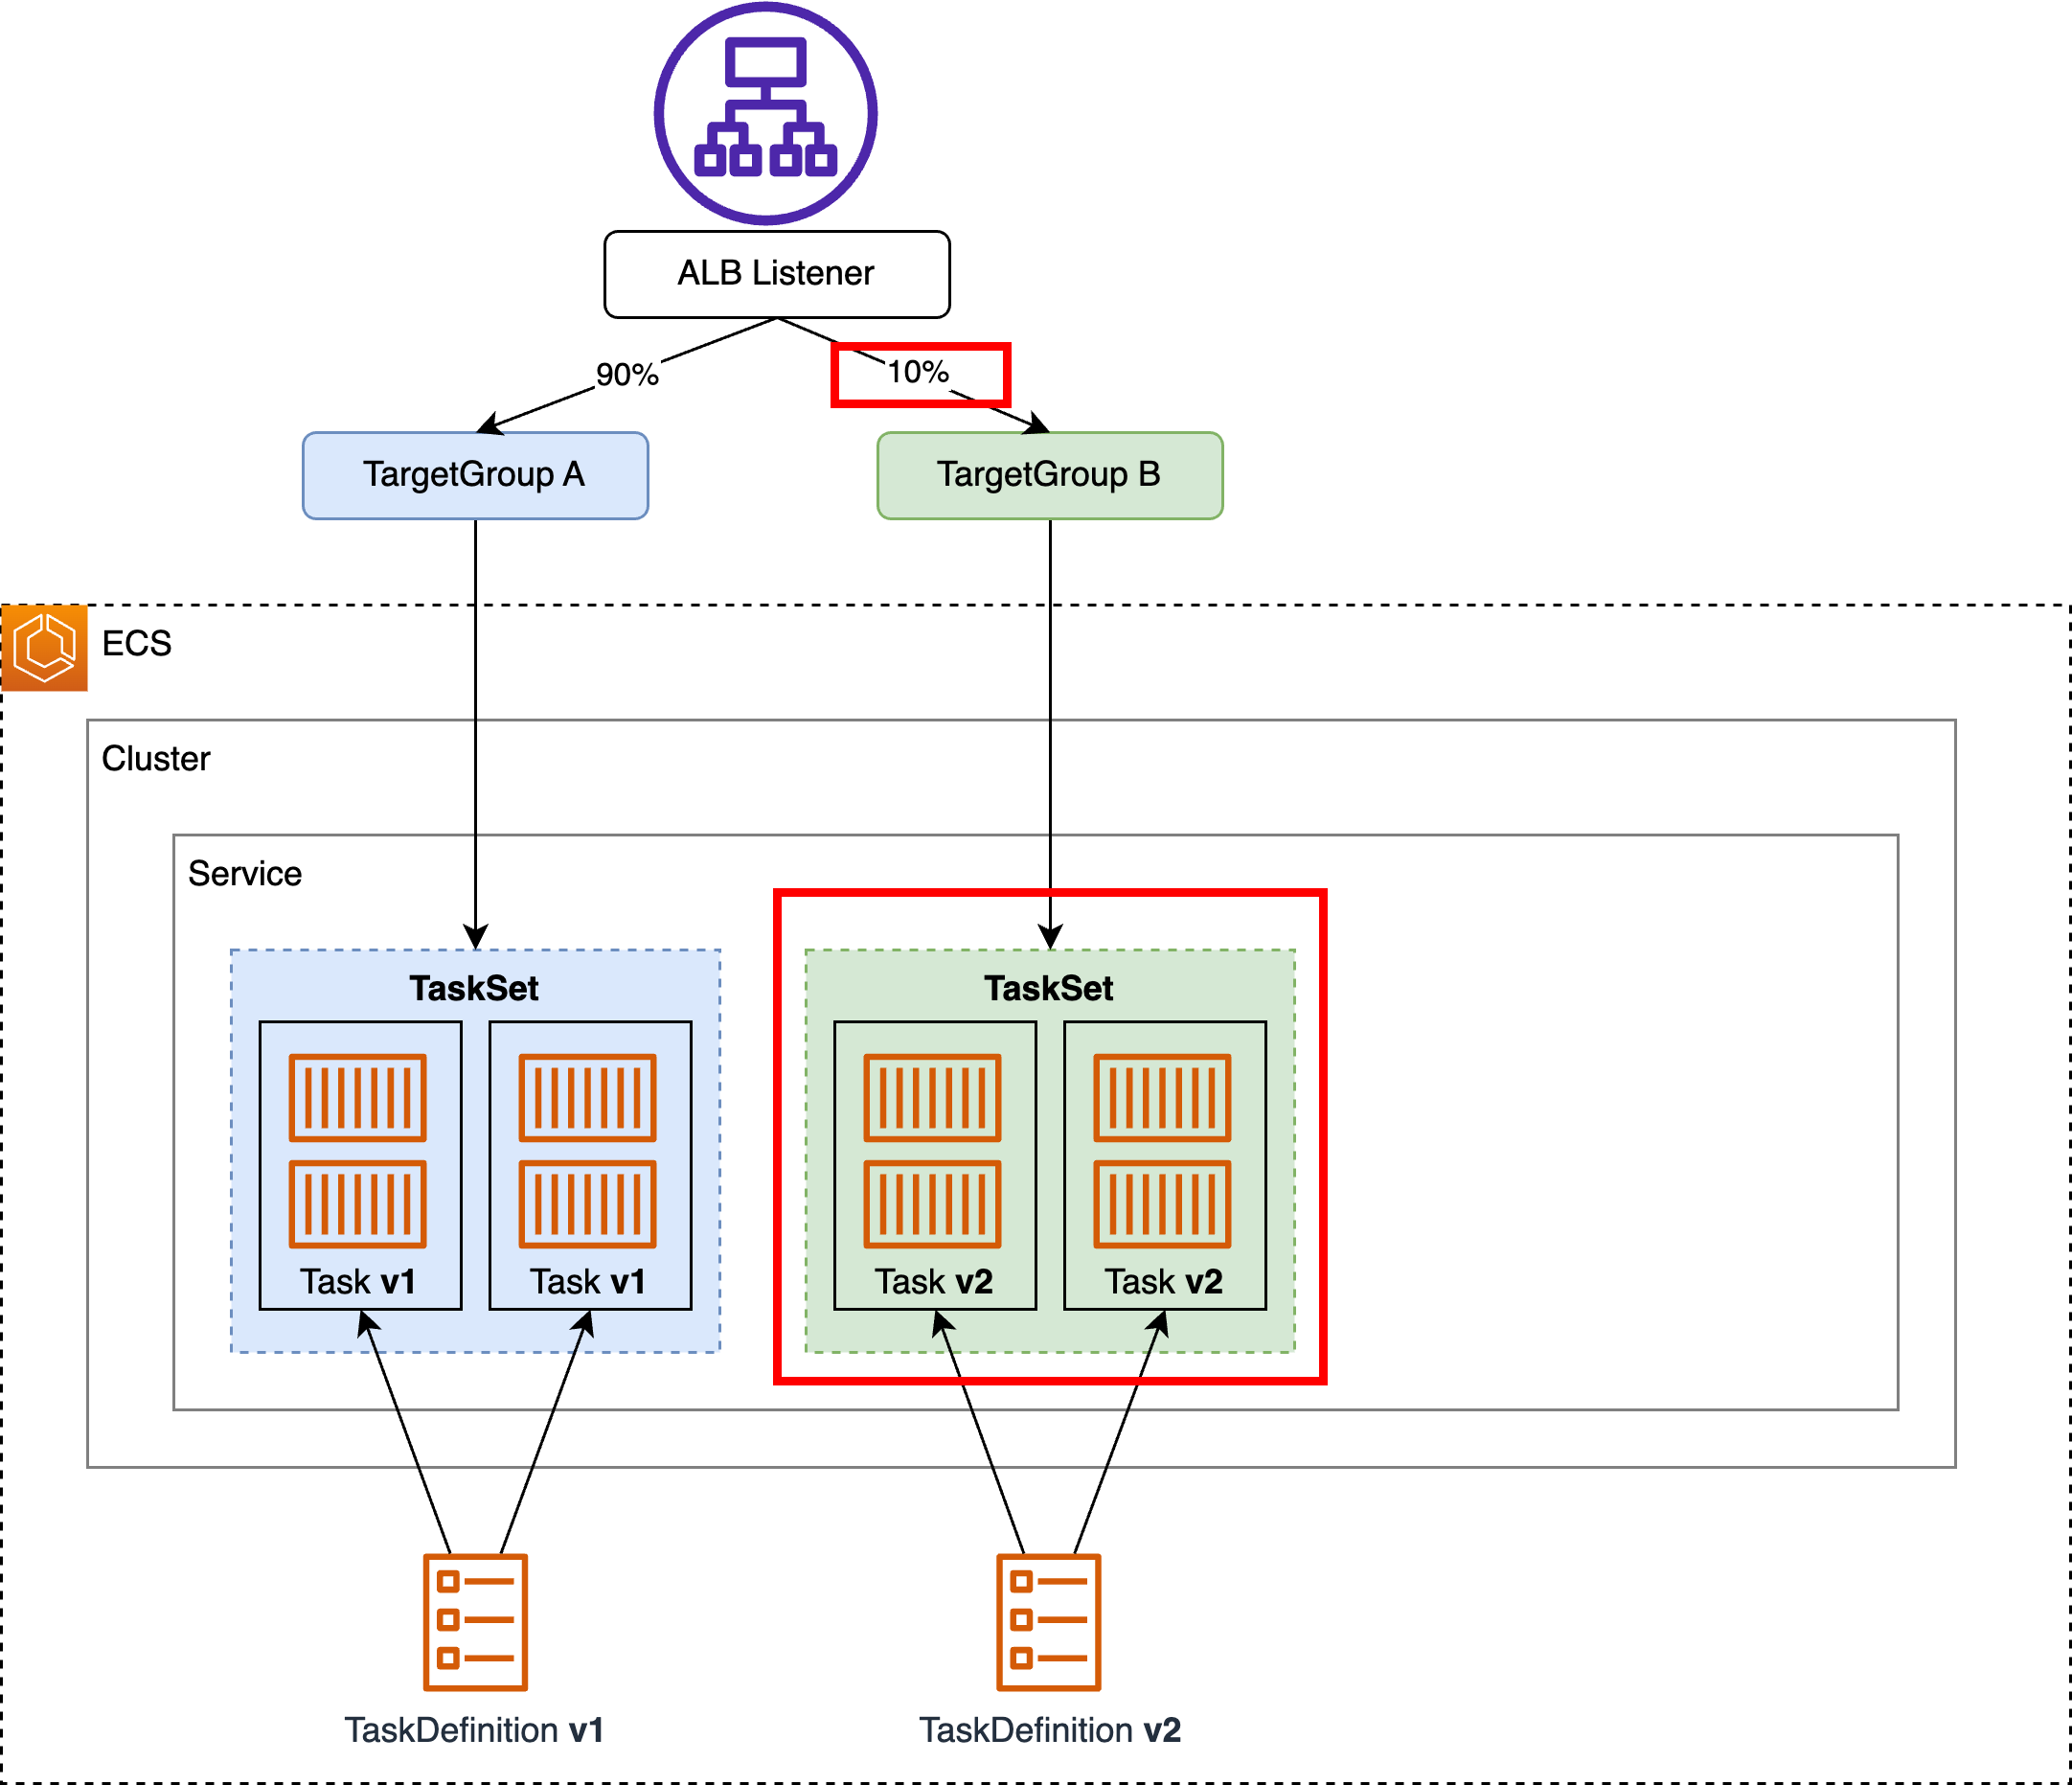 ALB Listener
90%
10%
TargetGroup A
TargetGroup B
ECS
Cluster
Service
TaskSet
TaskSet
Task v1
Task v1
Task v2
Task v2
TaskDefinition v1
TaskDefinition v2